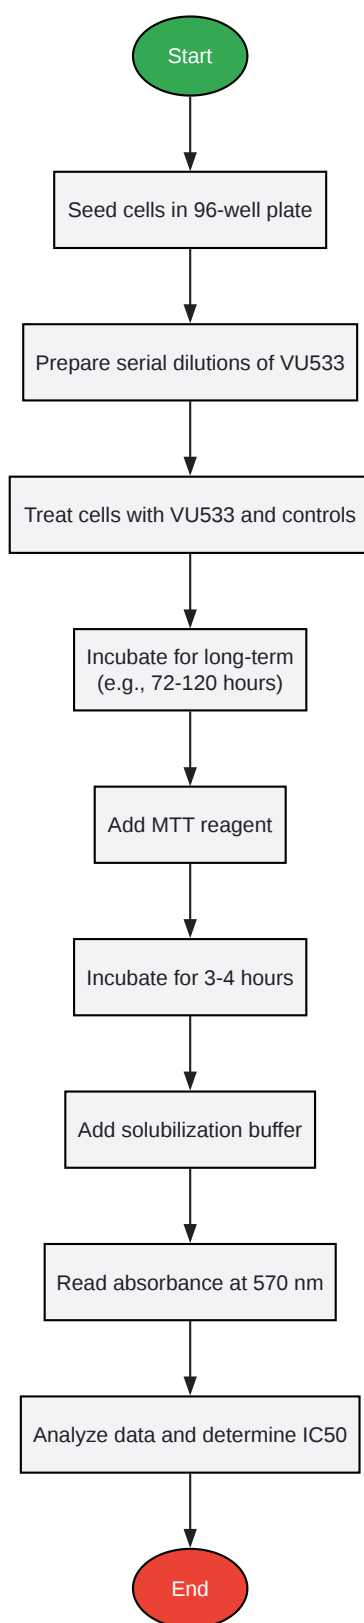 Start
Seed cells in 96-well plate
Prepare serial dilutions of VU533
Treat cells with VU533 and controls
Incubate for long-term
(e.g., 72-120 hours)
Add MTT reagent
Incubate for 3-4 hours
Add solubilization buffer
Read absorbance at 570 nm
Analyze data and determine IC50
End